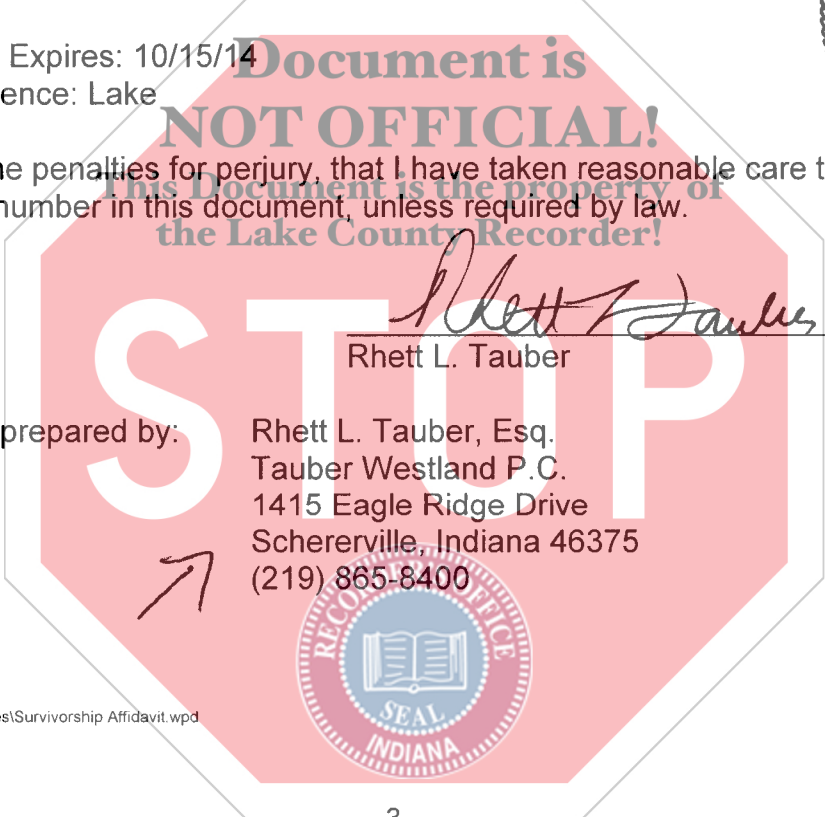 Expires: 10/15/14
ence: Lake
Document is
NOT OFFICIAL!
This Document is the property of
the Lake County Recorder!
e penalties for perjury, that I have taken reasonable care t
number in this document, unless required by law.
Rhett L Tauber
Rhett L. Tauber
STOP
prepared by:
Rhett L. Tauber, Esq.
Tauber Westland P.C.
1415 Eagle Ridge Drive
Schererville, Indiana 46375
(219) 865-8400
RECORDER'S OFFICE
SEAL
INDIANA
es\Survivorship Affidavit.wpd